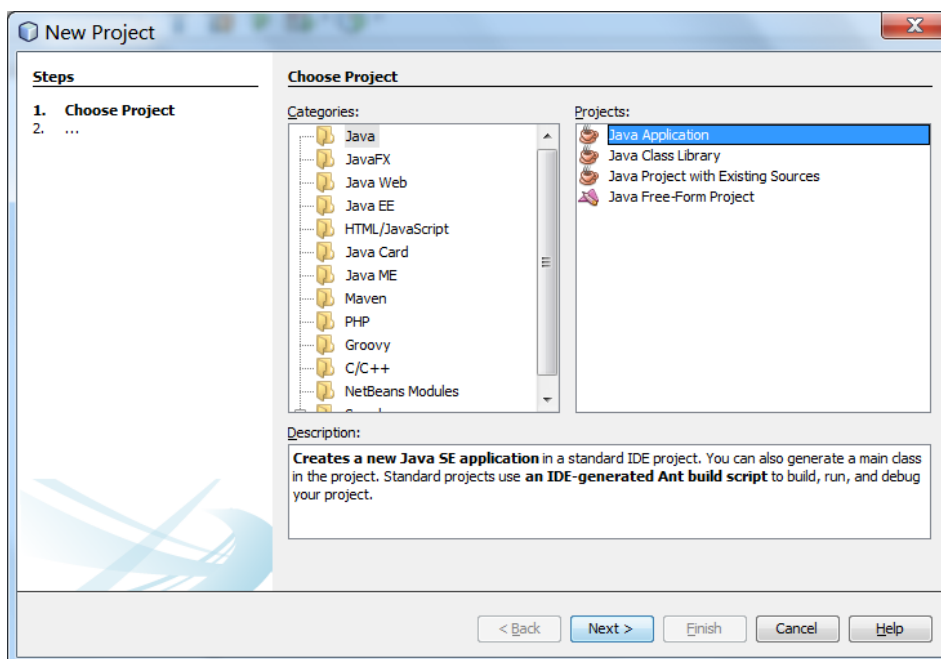 New Project
Steps
1. Choose Project
2. ...
Choose Project
Categories:
Java
JavaFX
Java Web
Java EE
HTML/JavaScript
Java Card
Java ME
Maven
PHP
Groovy
C/C++
NetBeans Modules
Projects:
Java Application
Java Class Library
Java Project with Existing Sources
Java Free-Form Project
Description:
Creates a new Java SE application in a standard IDE project. You can also generate a main class
in the project. Standard projects use an IDE-generated Ant build script to build, run, and debug
your project.
< Back Next > Finish Cancel Help